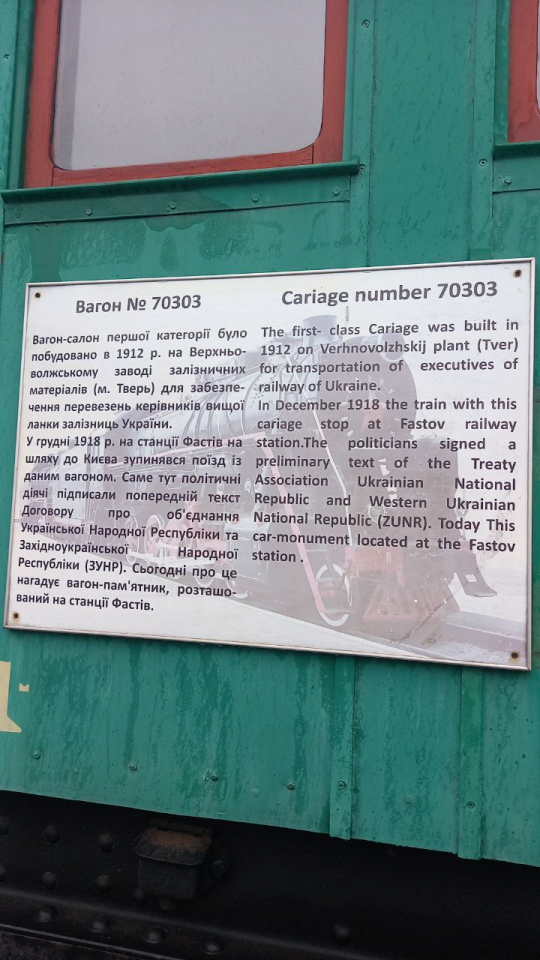 Вагон № 70303
Вагон-салон першої категорії було
побудовано в 1912 р. на Верхньо-
волжському заводі залізничних
матеріалів (м. Тверь) для забезпе-
чення перевезень керівників вищої
ланки залізниць України.
У грудні 1918 р. на станції Фастів на
шляху до Києва зупинявся поїзд із
даним вагоном. Саме тут політичні
діячі підписали попередній текст
Договору про об'єднання
Української Народної Республіки та
Західноукраїнської Народної
Республіки (ЗУНР). Сьогодні про це
нагадує вагон-пам'ятник, розташо-
ваний на станції Фастів.
Cariage number 70303
The first- class Cariage was built in
1912 on Verhnovolzhskij plant (Tver)
for transportation of executives of
railway of Ukraine.
In December 1918 the train with this
cariage stop at Fastov railway
station.The politicians signed a
preliminary text of the Treaty
Association Ukrainian National
Republic and Western Ukrainian
National Republic (ZUNR). Today This
car-monument located at the Fastov
station .